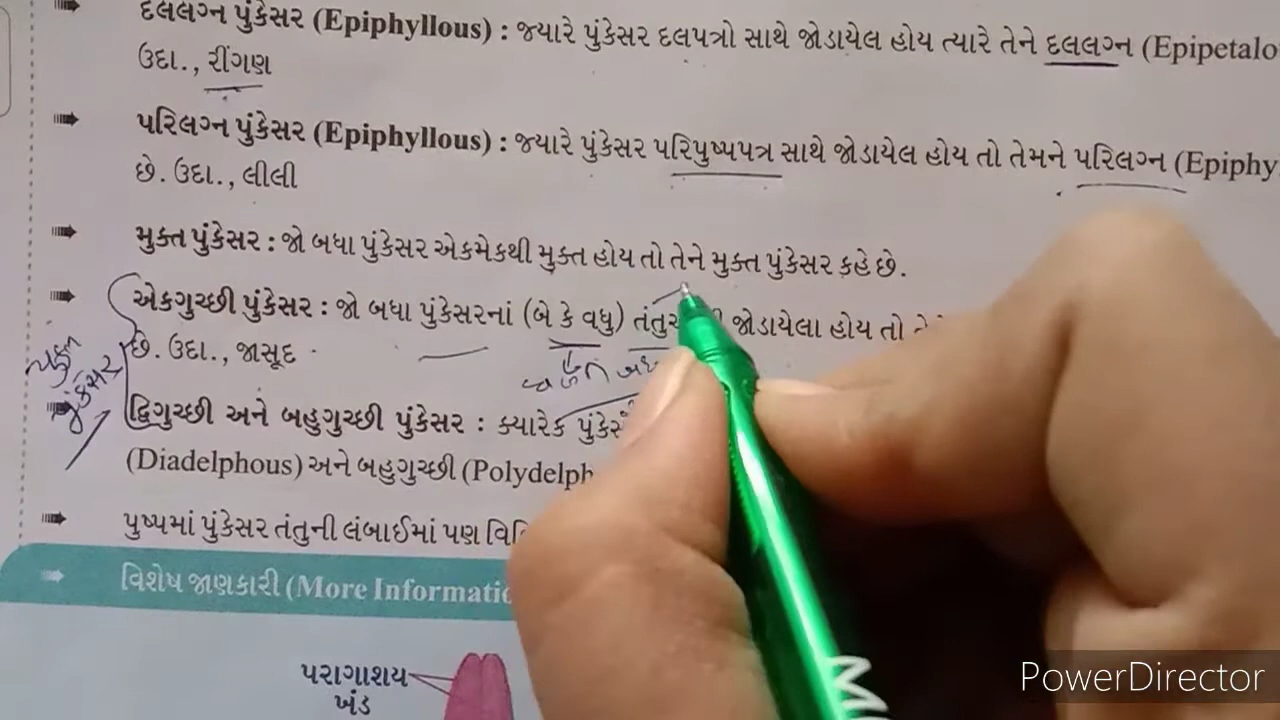 દલલગ્ન પુંકેસર (Epiphyllous) : જ્યારે પુંકેસર દલપત્રો સાથે જોડાયેલ હોય ત્યારે તેને દલલગ્ન (Epipetalo
ઉદા., રીંગણ
પરિલગ્ન પુંકેસર (Epiphyllous) : જ્યારે પુંકેસર પરિપુષ્પપત્ર સાથે જોડાયેલ હોય તો તેમને પરિલગ્ન (Epiphy
છે. ઉદા., લીલી
મુક્ત પુંકેસર : જો બધા પુંકેસર એકમેકથી મુક્ત હોય તો તેને મુક્ત પુંકેસર કહે છે.
એકગુચ્છી પુંકેસર : જો બધા પુંકેસરનાં (બે કે વધુ) જોડાયેલા હોય તો
છે. ઉદા., જાસૂદ
પુંકેસર
દ્વિગુચ્છી અને બહુગુચ્છી પુંકેસર : ક્યારેક
(Diadelphous) અને બહુગુચ્છી (Polydelph
પુષ્પમાં પુંકેસર તંતુની લંબાઈમાં પણ
વિશેષ જાણકારી (More Informatio
પરાગાશય
ખંડ
PowerDirector